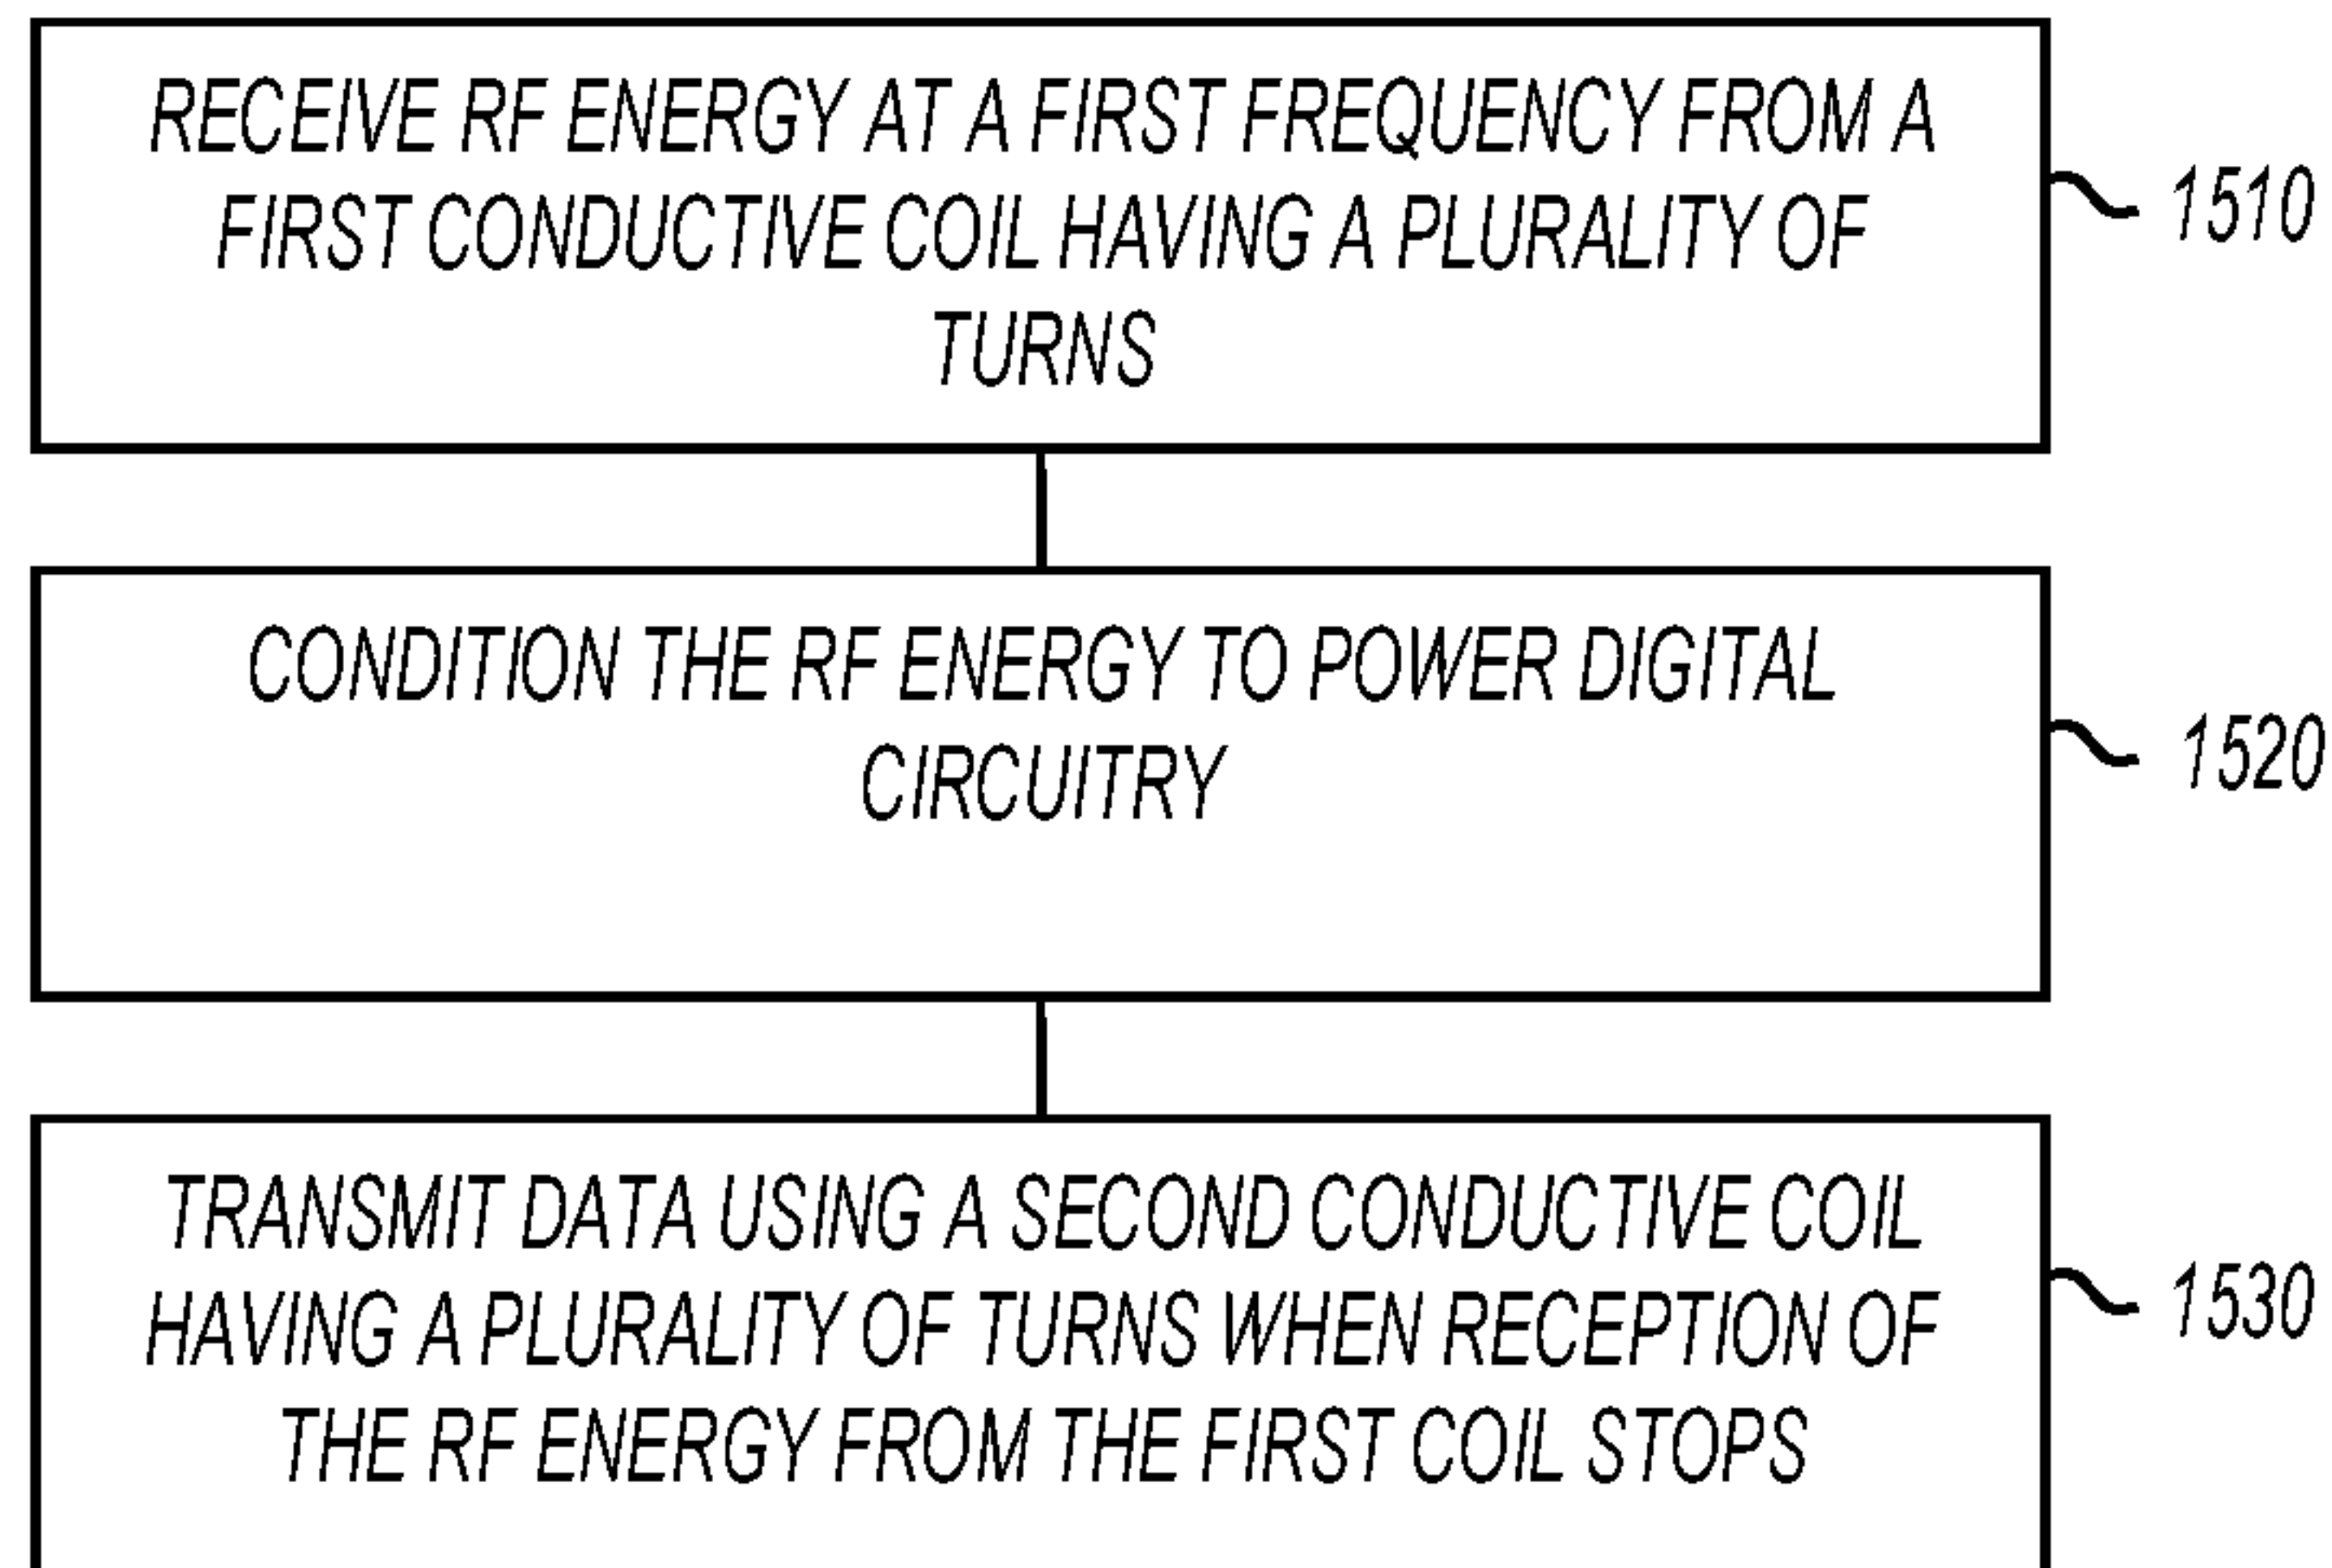 RECEIVE RF ENERGY AT A FIRST FREQUENCY FROM A
FIRST CONDUCTIVE COIL HAVING A PLURALITY OF
TURNS
1510
CONDITION THE RF ENERGY TO POWER DIGITAL
CIRCUITRY
1520
TRANSMIT DATA USING A SECOND CONDUCTIVE COIL
HAVING A PLURALITY OF TURNS WHEN RECEPTION OF
THE RF ENERGY FROM THE FIRST COIL STOPS
1530